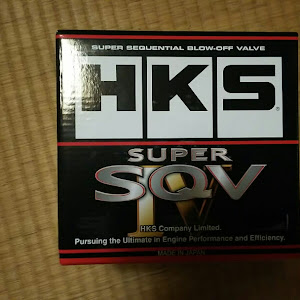 SUPER SEQUENTIAL BLOW-OFF VALVE
HKS®
SUPER
SQV
IV
HKS Company Limited.
Pursuing the Ultimate in Engine Performance and Efficiency.
MADE IN JAPAN